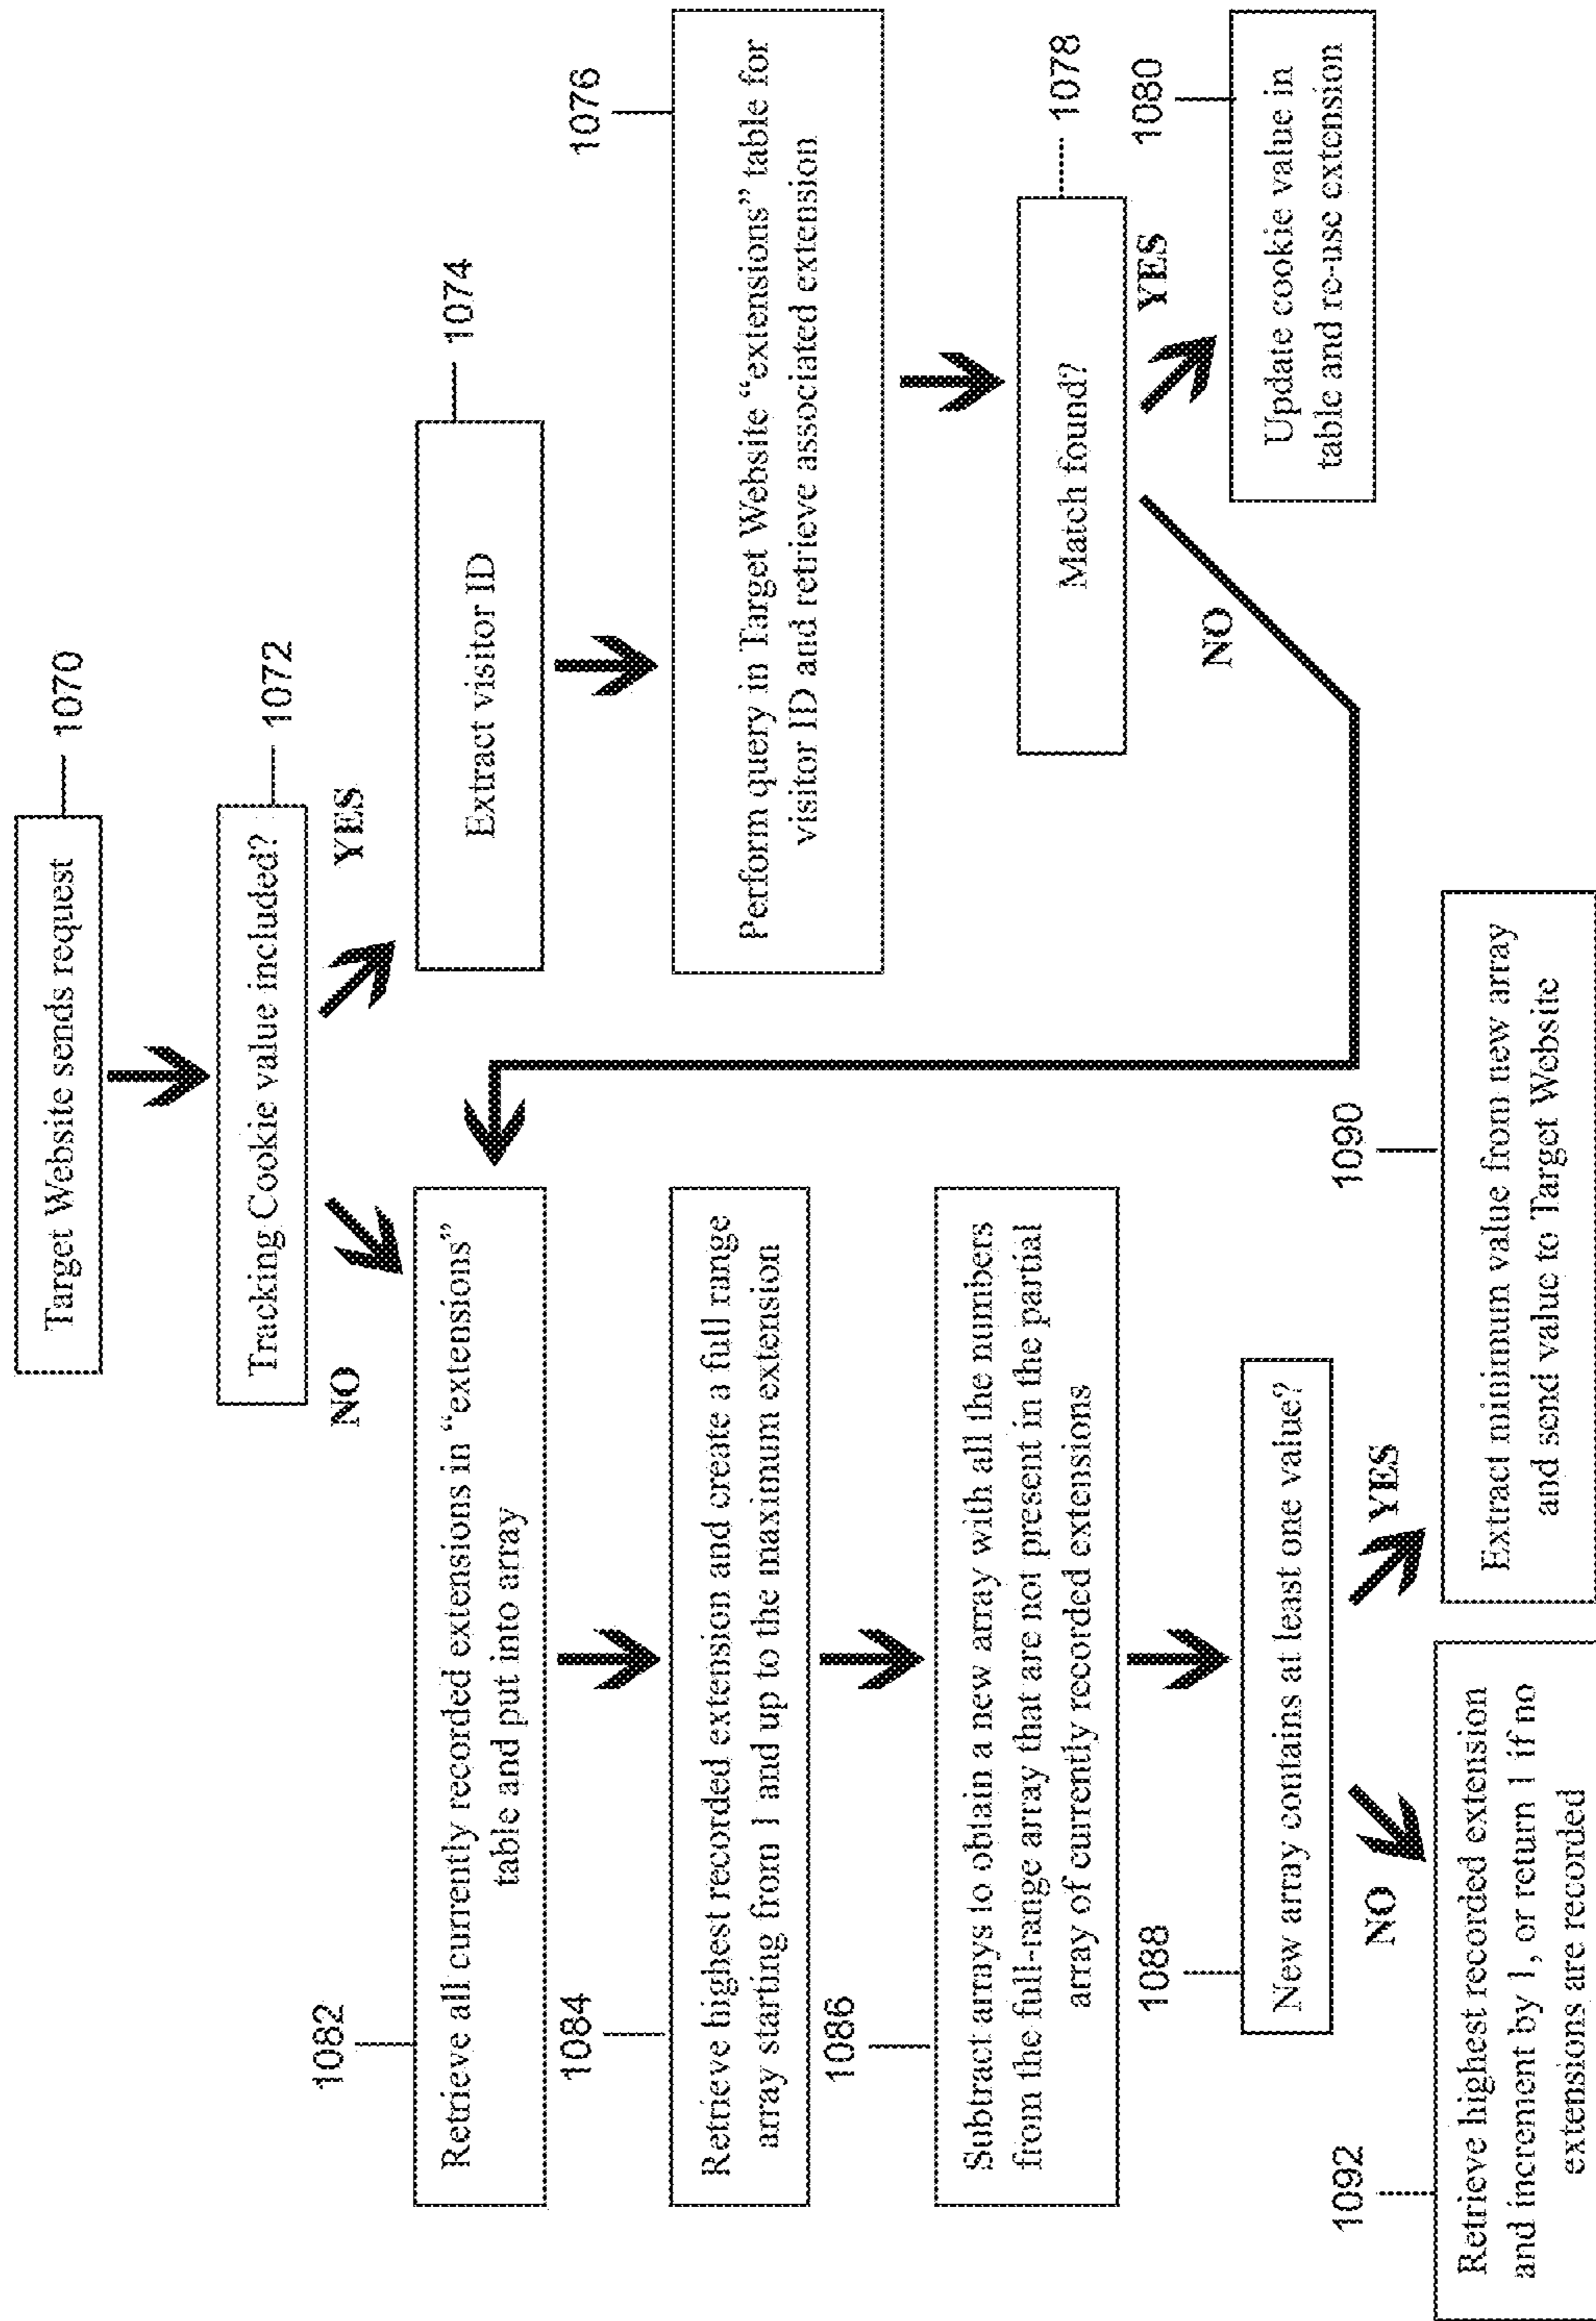 Target Website sends request
1070
Tracking Cookie value included?
1072
NO
YES
Extract visitor ID
1074
1076
Perform query in Target Website “extensions” table for
visitor ID and retrieve associated extension
Match found?
1078
NO
YES
1080
Update cookie value in
table and re-use extension
1082
Retrieve all currently recorded extensions in “extensions”
table and put into array
1084
Retrieve highest recorded extension and create a full range
array starting from 1 and up to the maximum extension
1086
Subtract arrays to obtain a new array with all the numbers
from the full-range array that are not present in the partial
array of currently recorded extensions
1088
New array contains at least one value?
NO
YES
1090
Extract minimum value from new array
and send value to Target Website
1092
Retrieve highest recorded extension
and increment by 1, or return 1 if no
extensions are recorded